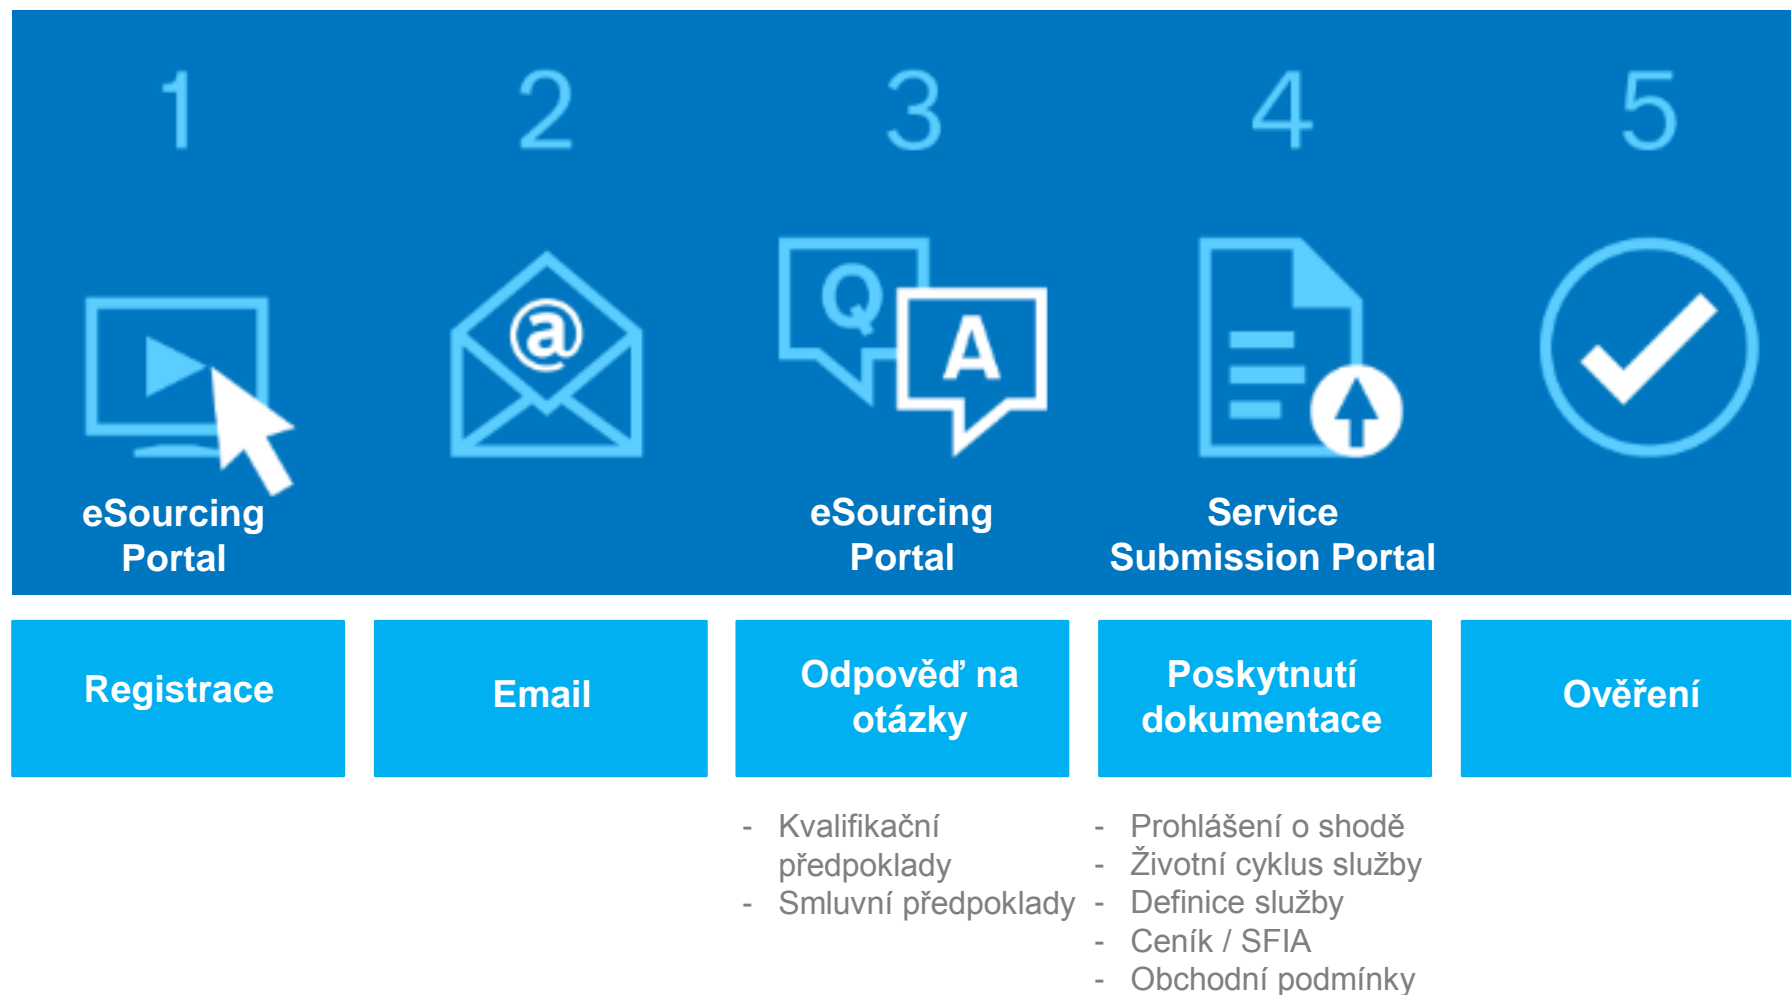 1
2
3
4
5
@
Q
A
eSourcing
Portal
eSourcing
Portal
Service
Submission Portal
Registrace
Email
Odpověď na
otázky
Poskytnutí
dokumentace
Ověření
- Kvalifikační
předpoklady
- Smluvní předpoklady
- Prohlášení o shodě
- Životní cyklus služby
- Definice služby
- Ceník / SFIA
- Obchodní podmínky